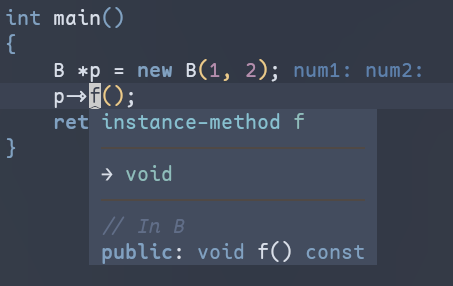 int main()
{
B *p = new B(1, 2); num1: num2:
p->f();
ret
instance-method f
→ void
// In B
public: void f() const
}